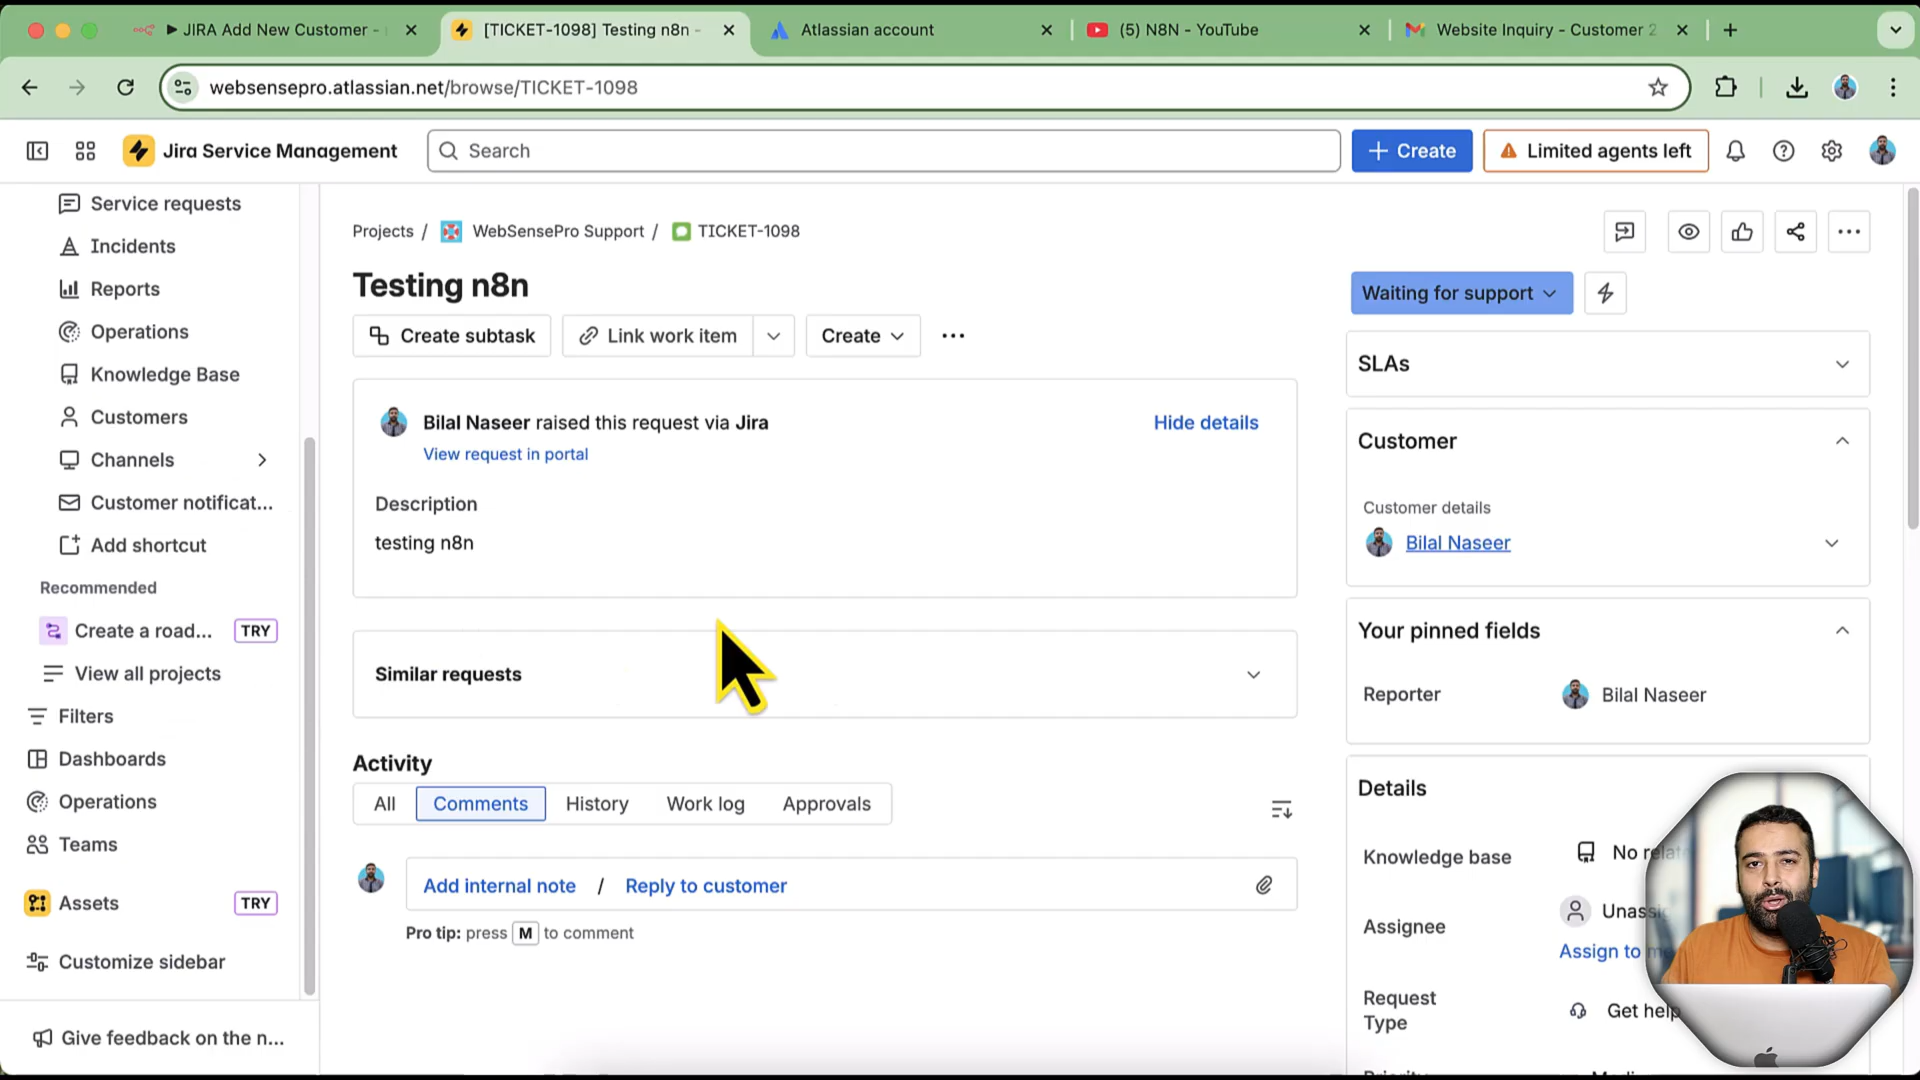 JIRA Add New Customer -
[TICKET-1098] Testing n8n -
Atlassian account
(5) N8N - YouTube
Website Inquiry - Customer 2
websensepro.atlassian.net/browse/TICKET-1098
Jira Service Management
Search
Create
Limited agents left
Service requests
Incidents
Reports
Operations
Knowledge Base
Customers
Channels
Customer notificat...
Add shortcut
Recommended
Create a road...
TRY
View all projects
Filters
Dashboards
Operations
Teams
Assets
TRY
Customize sidebar
Give feedback on the n...
Projects / WebSensePro Support / TICKET-1098
Testing n8n
Create subtask
Link work item
Create
Bilal Naseer raised this request via Jira
Hide details
View request in portal
Description
testing n8n
Similar requests
Activity
All
Comments
History
Work log
Approvals
Add internal note / Reply to customer
Pro tip: press M to comment
Waiting for support
SLAs
Customer
Customer details
Bilal Naseer
Your pinned fields
Reporter
Bilal Naseer
Details
Knowledge base
No
Assignee
Assign to
Request
Type
Get help